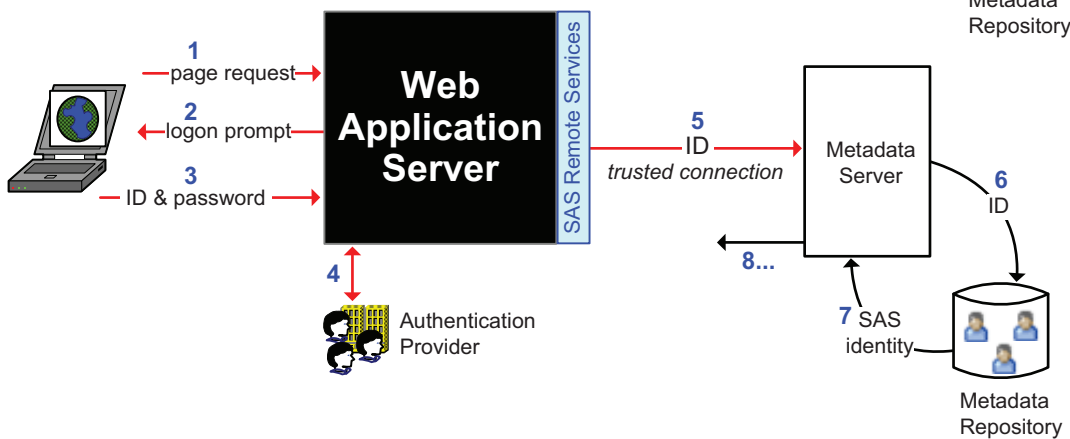 Metadata
Repository
1
page request
2
logon prompt
3
ID & password
Web
Application
Server
SAS Remote Services
4
Authentication
Provider
5
ID
trusted connection
Metadata
Server
6
ID
7 SAS
identity
8...
Metadata
Repository